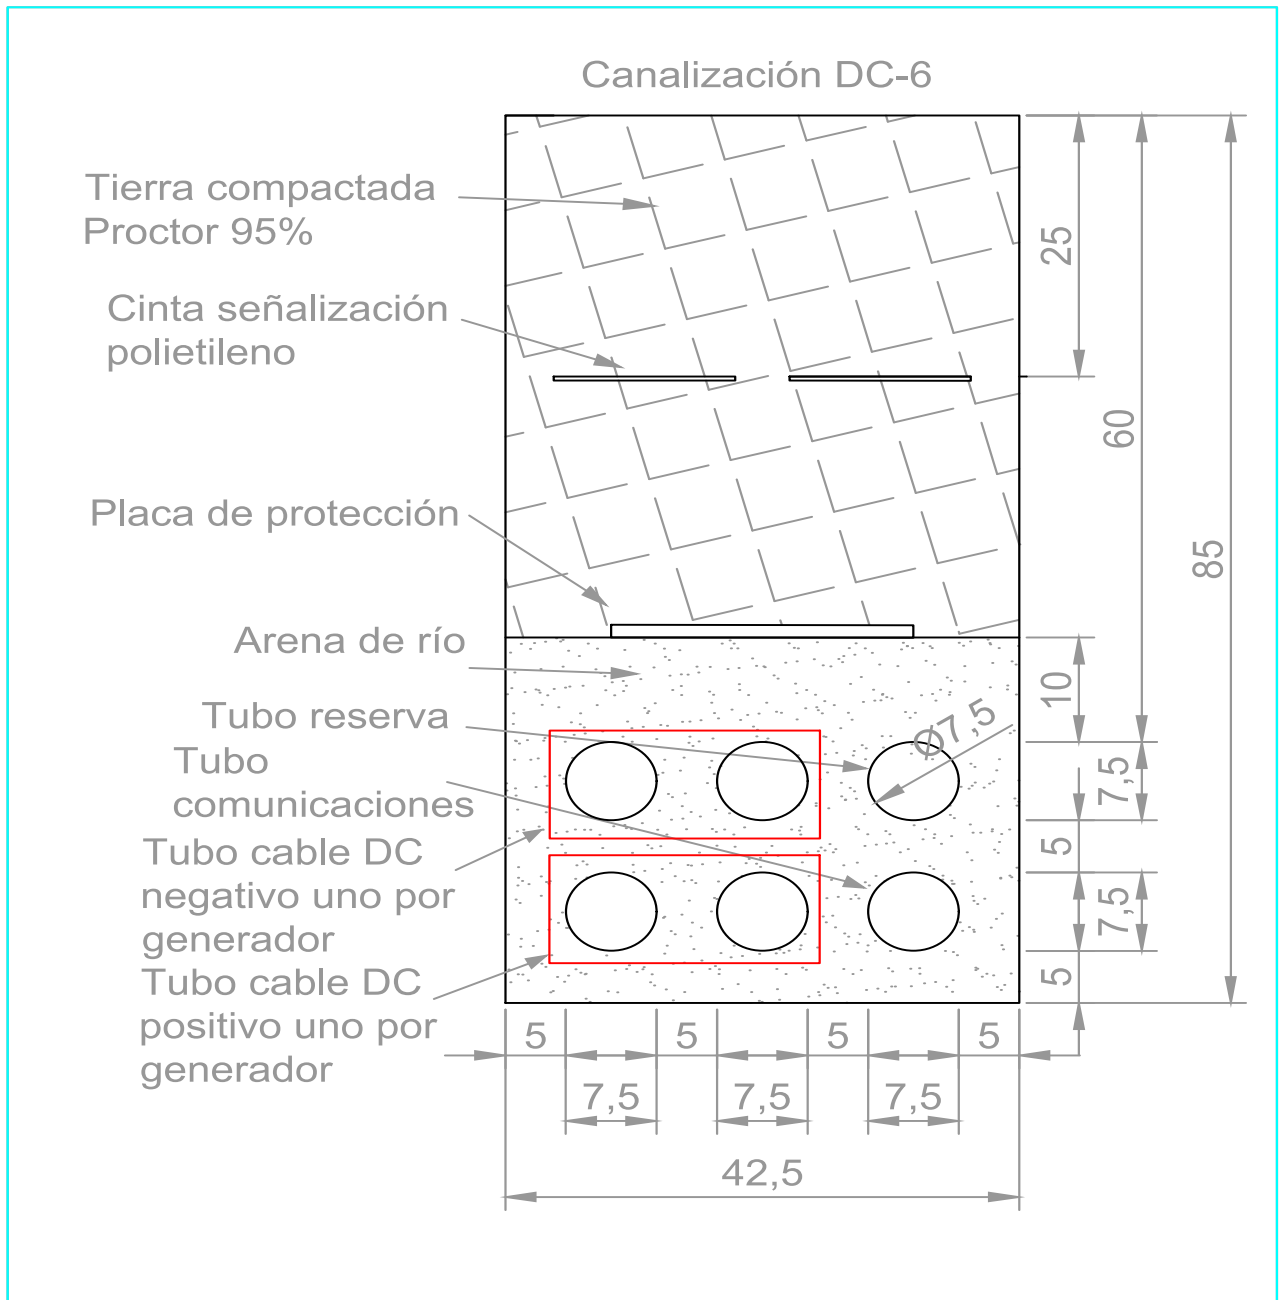 Canalización DC-6
Tierra compactada
Proctor 95%
Cinta señalización
polietileno
Placa de protección
Arena de río
Tubo reserva
Tubo
comunicaciones
Tubo cable DC
negativo uno por
generador
Tubo cable DC
positivo uno por
generador
25
60
85
10
Ø7,5
7,5
5
7,5
5
5
5
5
5
7,5
7,5
7,5
42,5